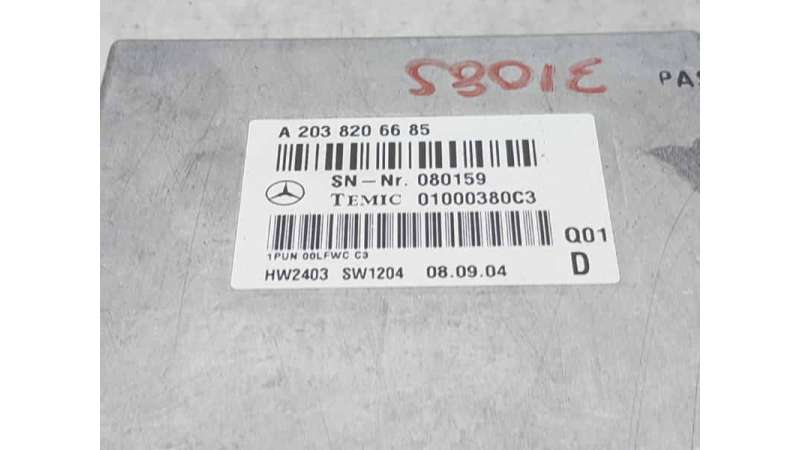 31085
PAS
A 203 820 66 85
SN-Nr. 080159
TEMIC 01000380C3
Q01
1PUN 00LFWC C3
D
HW2403 SW1204 08.09.04